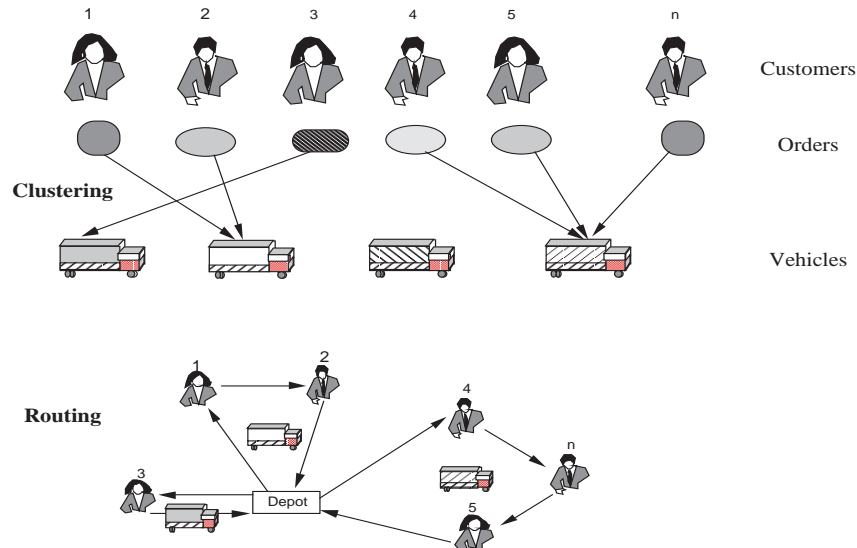 1 2 3 4 5 n
Customers
Orders
Clustering
Vehicles
1 2
4
Routing
n
3
Depot
5